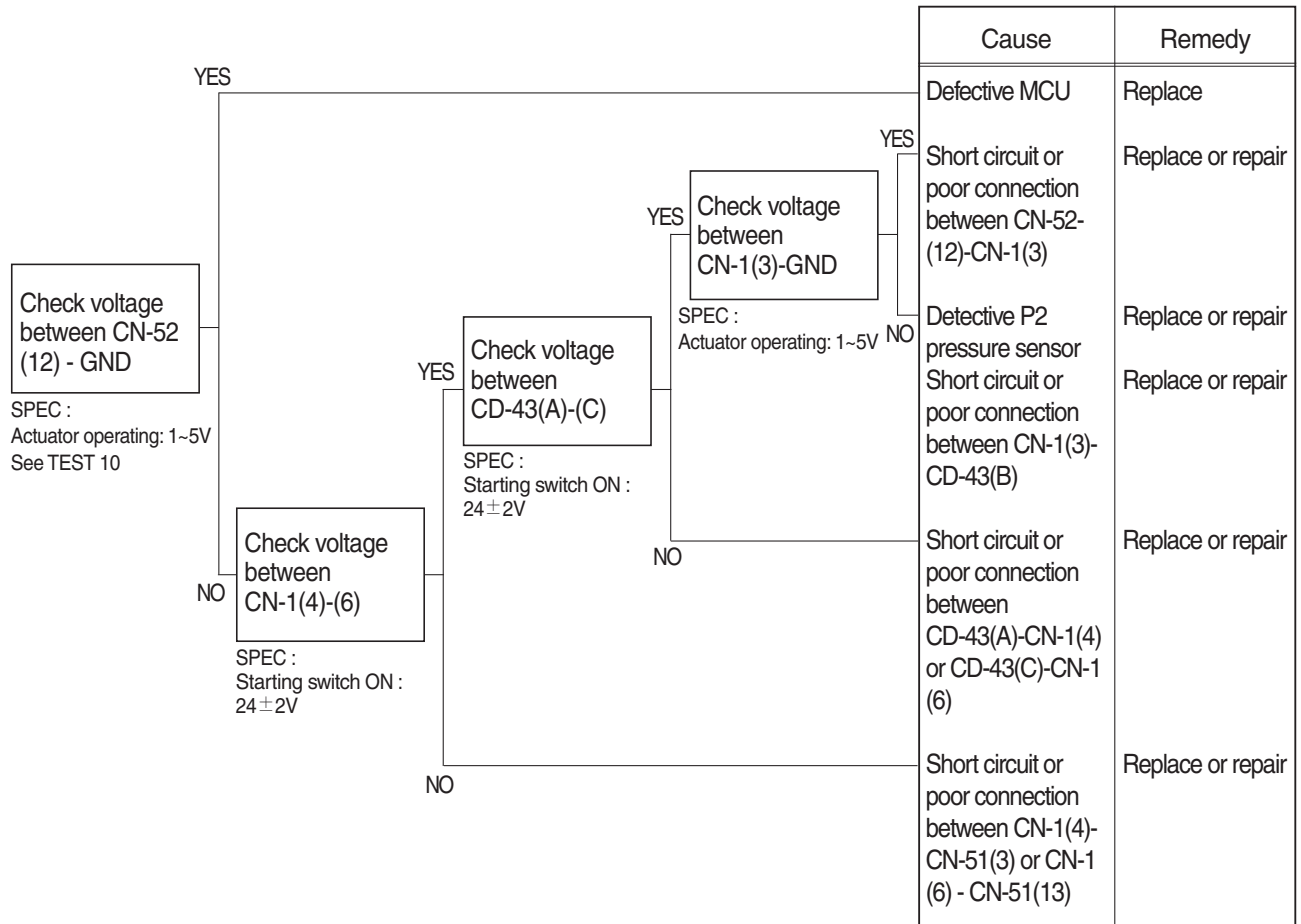 Cause
Remedy
YES
Defective MCU
Replace
YES
Short circuit or
poor connection
between CN-52-
(12)-CN-1(3)
Replace or repair
YES
Check voltage
between
CN-1(3)-GND
SPEC :
Actuator operating: 1~5V
NO
Detective P2
pressure sensor
Replace or repair
Short circuit or
poor connection
between CN-1(3)-
CD-43(B)
Replace or repair
Check voltage
between CN-52
(12) - GND
SPEC :
Actuator operating: 1~5V
See TEST 10
YES
Check voltage
between
CD-43(A)-(C)
SPEC :
Starting switch ON :
24±2V
NO
Short circuit or
poor connection
between
CD-43(A)-CN-1(4)
or CD-43(C)-CN-1
(6)
Replace or repair
NO
Check voltage
between
CN-1(4)-(6)
SPEC :
Starting switch ON :
24±2V
NO
Short circuit or
poor connection
between CN-1(4)-
CN-51(3) or CN-1
(6) - CN-51(13)
Replace or repair